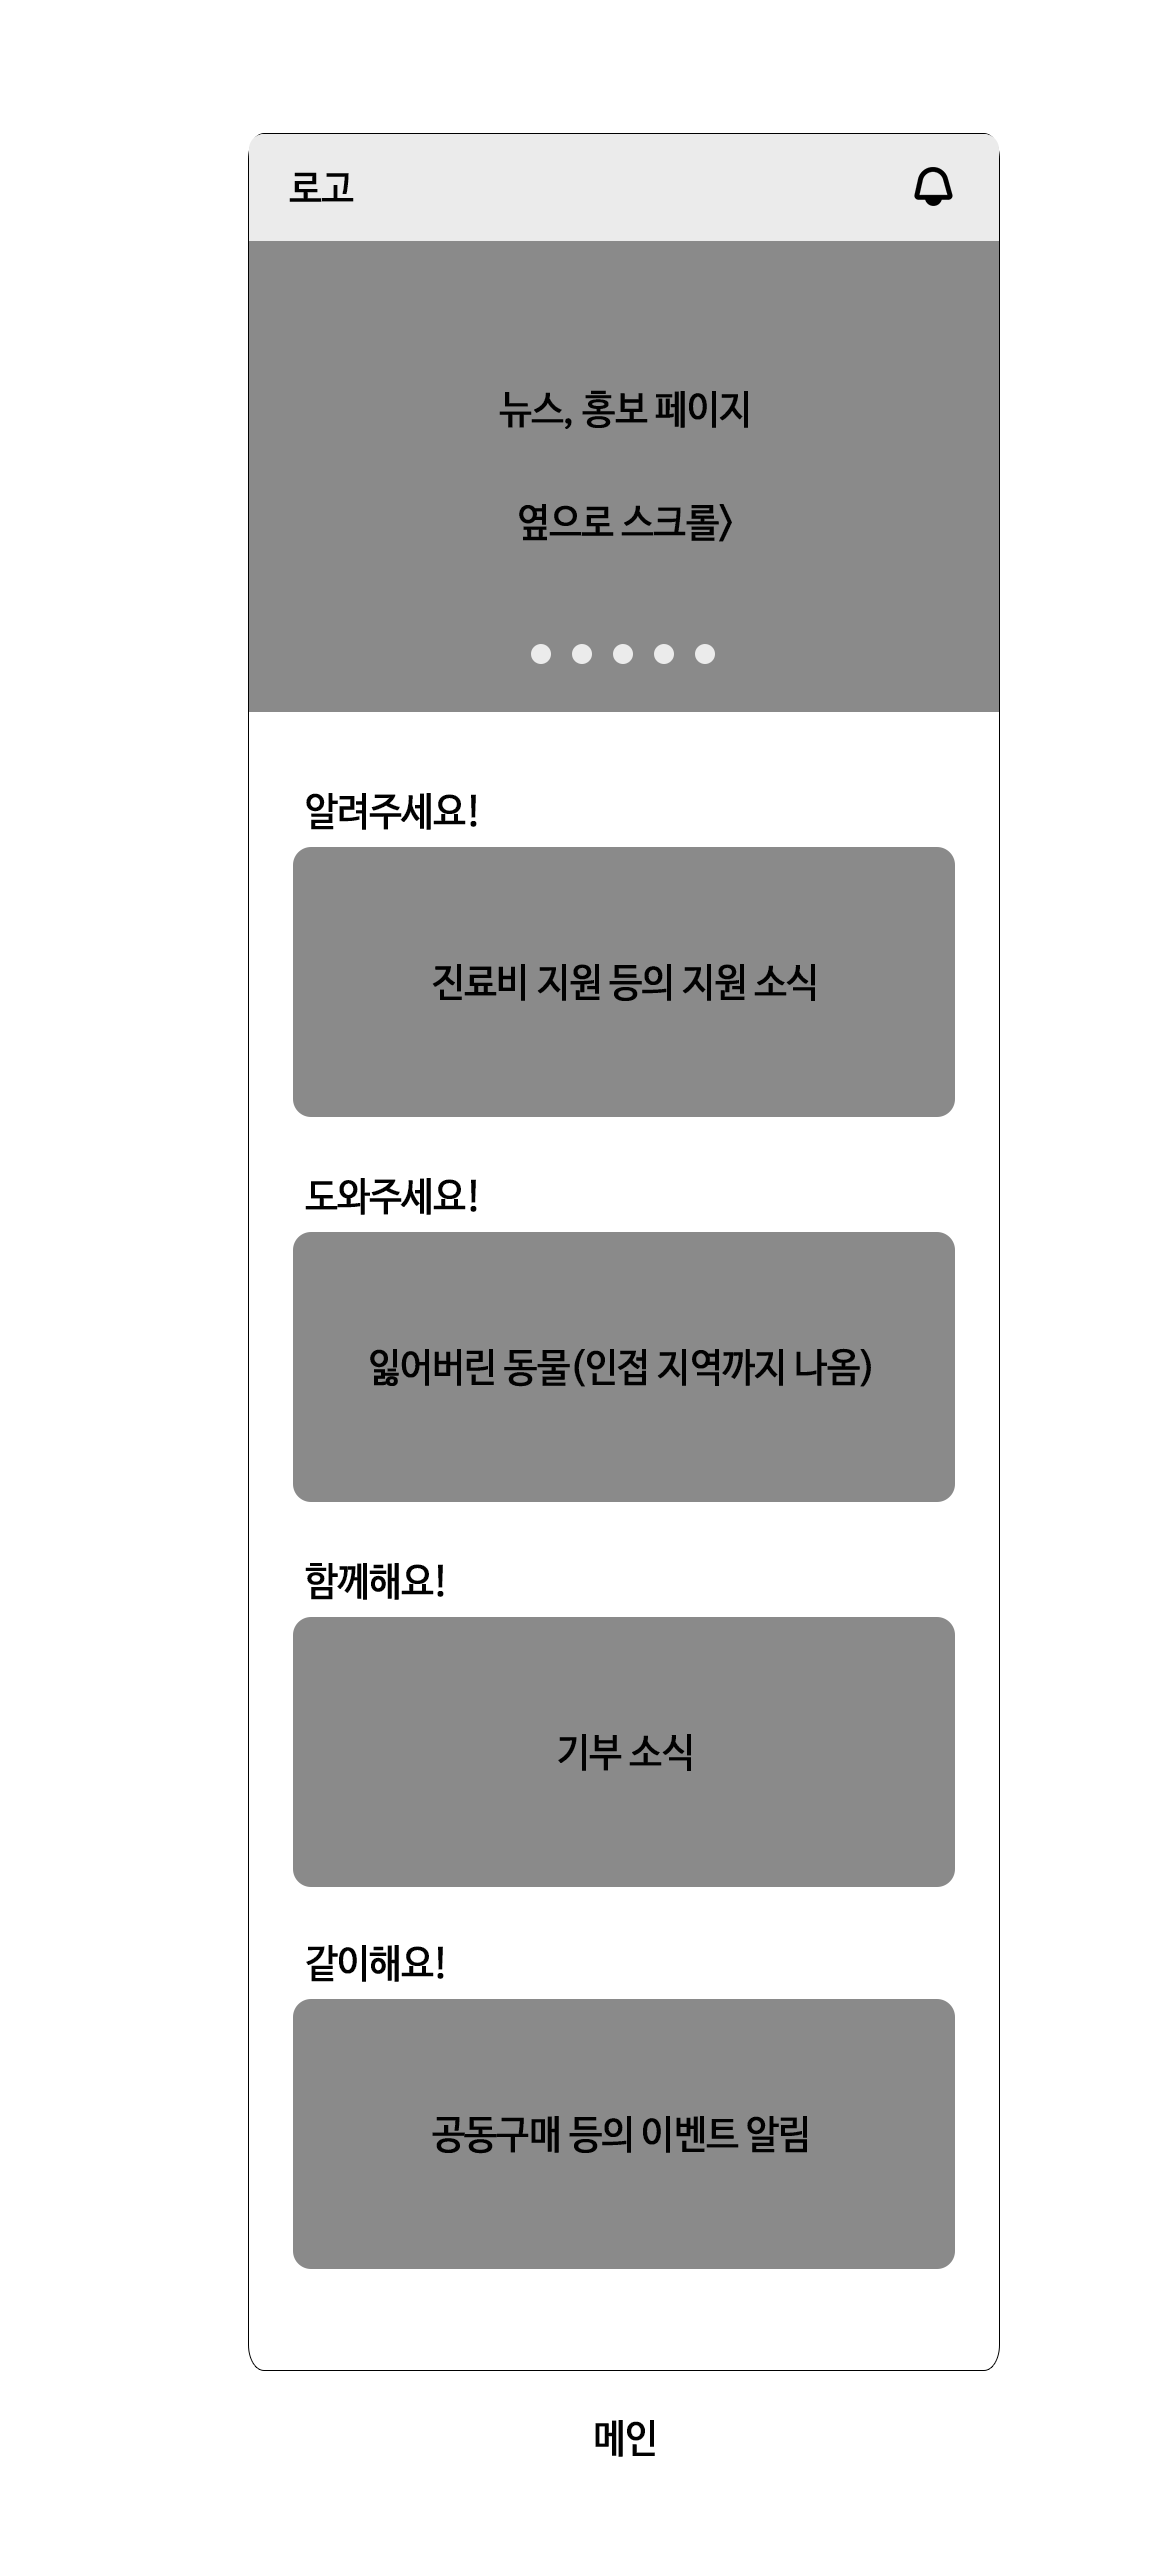 로고
뉴스, 홍보 페이지
옆으로 스크롤>
알려주세요!
진료비 지원 등의 지원 소식
도와주세요!
잃어버린 동물(인접 지역까지 나옴)
함께해요!
기부 소식
같이해요!
공동구매 등의 이벤트 알림
메인